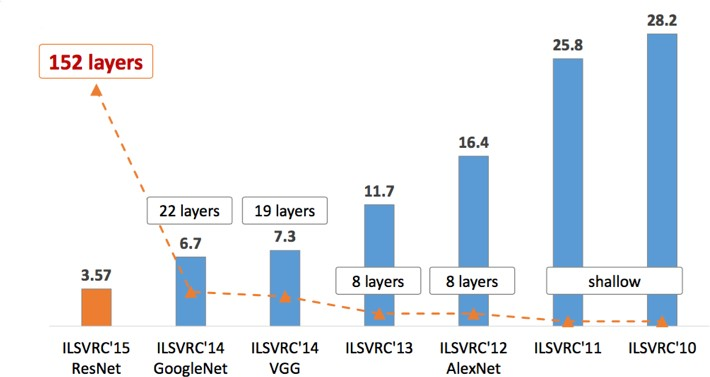 152 layers
28.2
25.8
16.4
11.7
22 layers
19 layers
6.7
7.3
3.57
8 layers
8 layers
shallow
ILSVRC'15
ResNet
ILSVRC'14
GoogleNet
ILSVRC'14
VGG
ILSVRC'13
ILSVRC'12
AlexNet
ILSVRC'11
ILSVRC'10